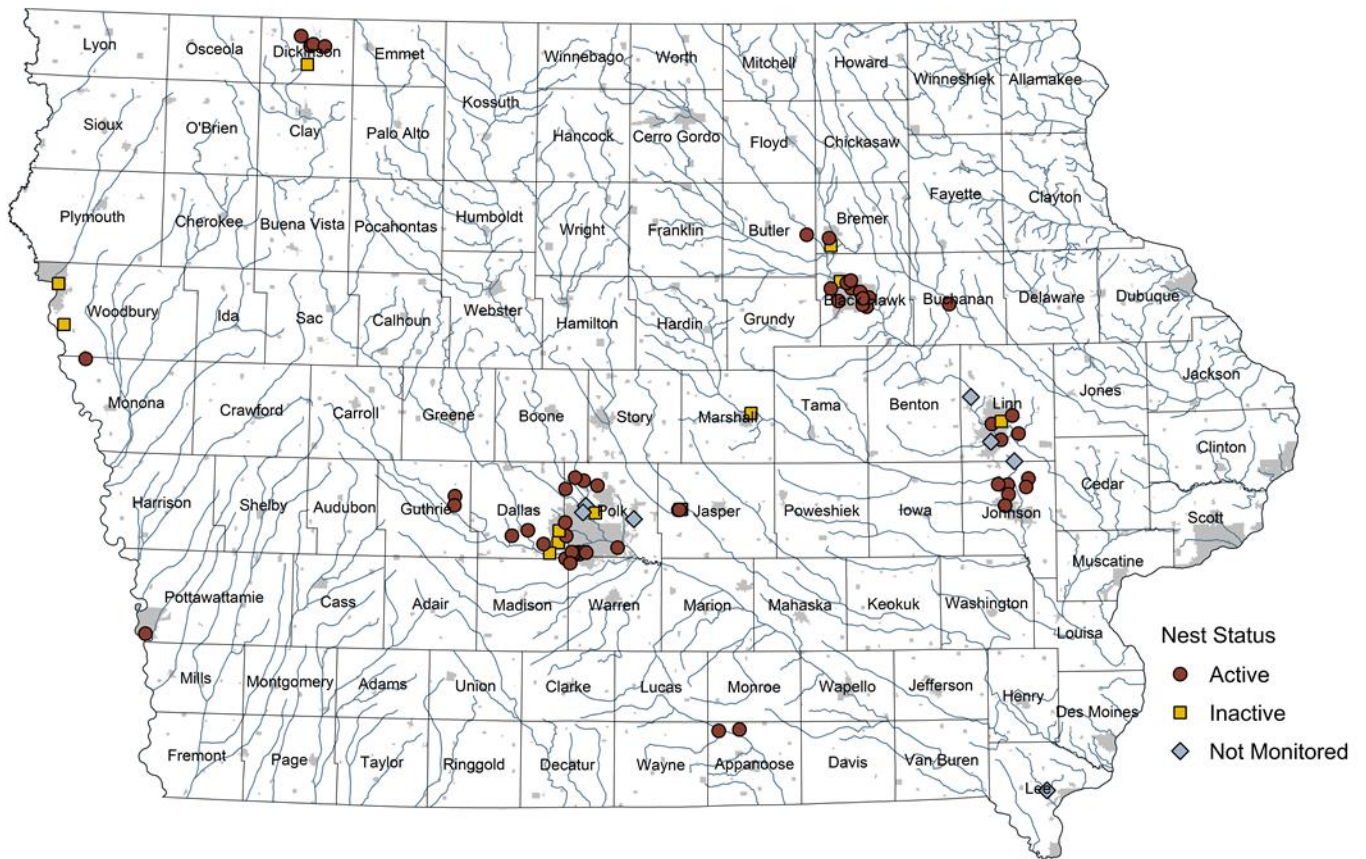 Lyon
Osceola
Dickinson
Emmet
Winnebago
Worth
Mitchell
Howard
Winneshiek
Allamakee
Kossuth
Sioux
O'Brien
Clay
Palo Alto
Hancock
Cerro Gordo
Floyd
Chickasaw
Fayette
Clayton
Plymouth
Cherokee
Buena Vista
Pocahontas
Humboldt
Wright
Franklin
Butler
Bremer
Woodbury
Ida
Sac
Calhoun
Webster
Hamilton
Hardin
Grundy
Black Hawk
Buchanan
Delaware
Dubuque
Monona
Crawford
Carroll
Greene
Boone
Story
Marshall
Tama
Benton
Linn
Jones
Jackson
Clinton
Harrison
Shelby
Audubon
Guthrie
Dallas
Polk
Jasper
Poweshiek
Iowa
Johnson
Cedar
Scott
Muscatine
Pottawattamie
Cass
Adair
Madison
Warren
Marion
Mahaska
Keokuk
Washington
Louisa
Mills
Montgomery
Adams
Union
Clarke
Lucas
Monroe
Wapello
Jefferson
Henry
Des Moines
Fremont
Page
Taylor
Ringgold
Decatur
Wayne
Appanoose
Davis
Van Buren
Lee
Nest Status
Active
Inactive
Not Monitored